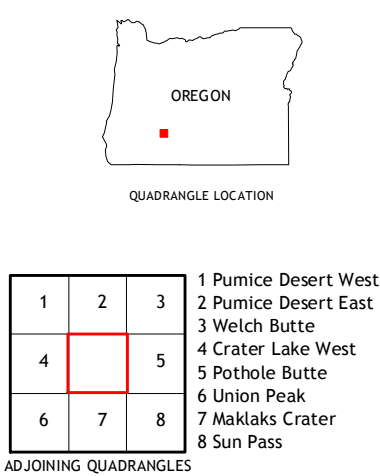 OREGON
QUADRANGLE LOCATION
1 2 3
4 5
6 7 8
1 Pumice Desert West
2 Pumice Desert East
3 Welch Butte
4 Crater Lake West
5 Pothole Butte
6 Union Peak
7 Maklaks Crater
8 Sun Pass
ADJOINING QUADRANGLES